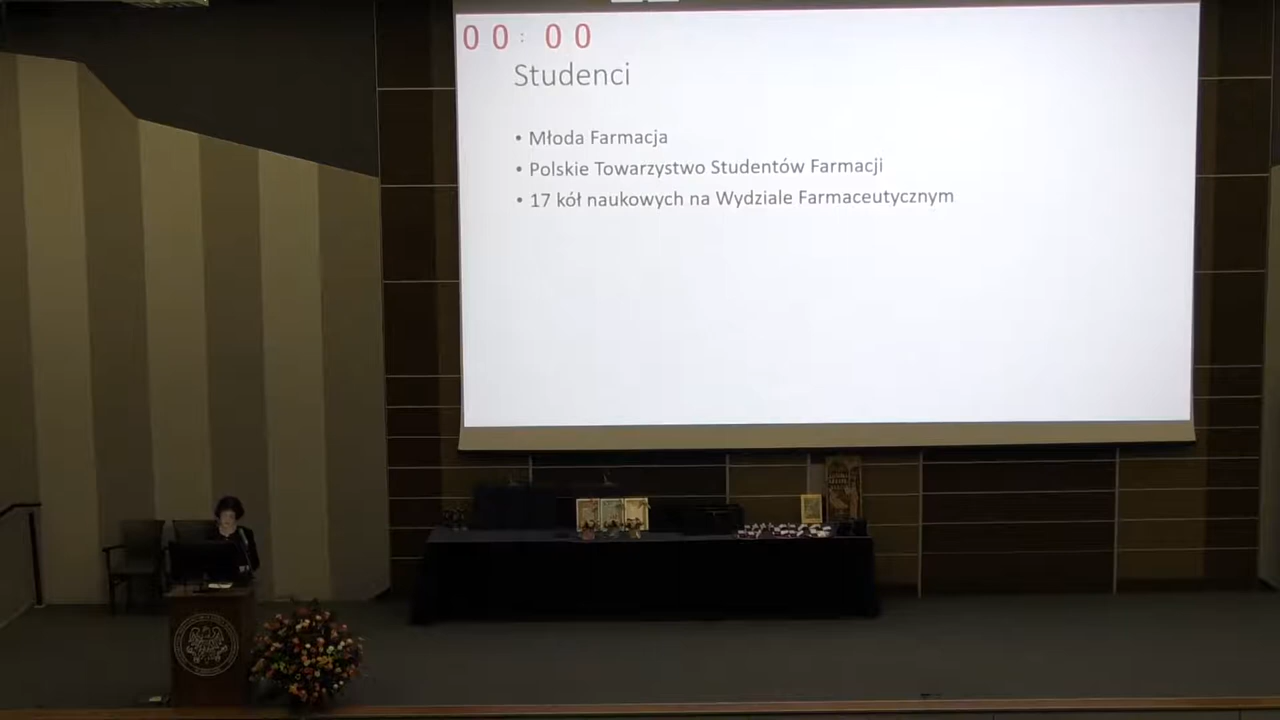 00:00
Studenci
• Młoda Farmacja
• Polskie Towarzystwo Studentów Farmacji
• 17 kół naukowych na Wydziale Farmaceutycznym